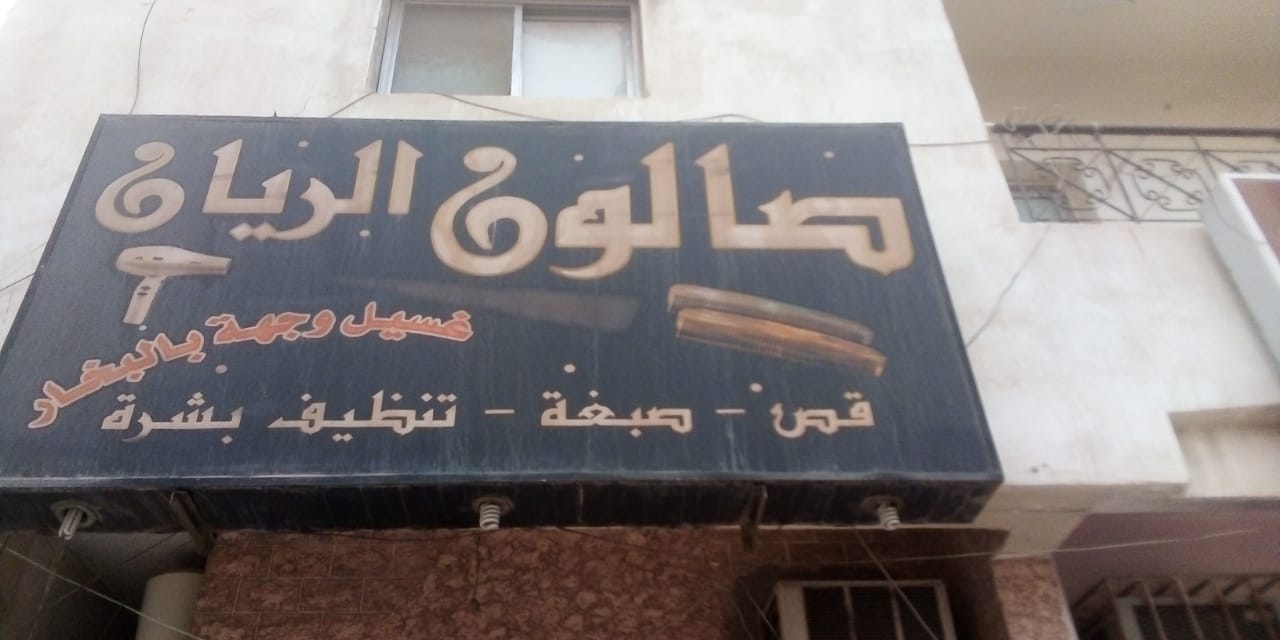 صالون الريان
غسيل وجهة بالبخار
قص - صبغة - تنظيف بشرة